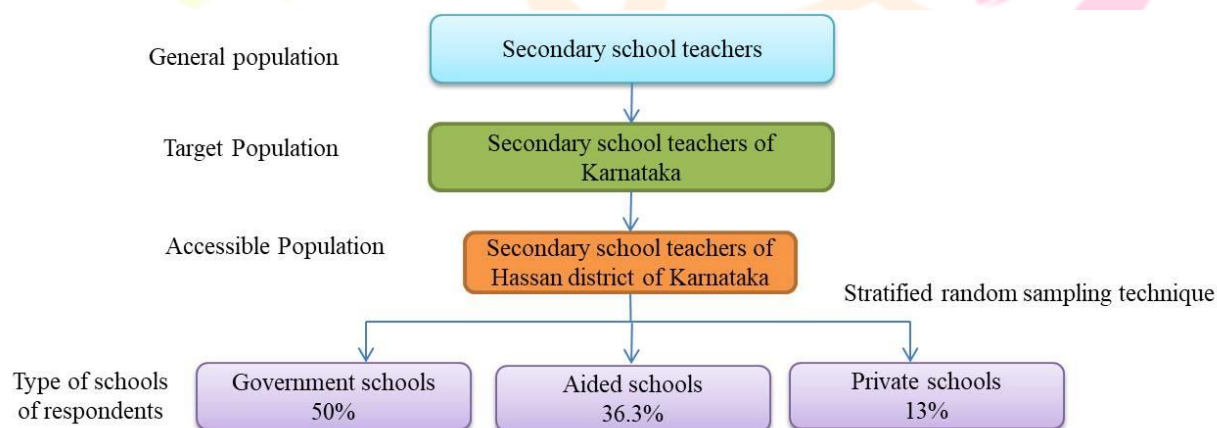 General population
Secondary school teachers
Target Population
Secondary school teachers of
Karnataka
Accessible Population
Secondary school teachers of
Hassan district of Karnataka
Stratified random sampling technique
Type of schools
of respondents
Government schools
50%
Aided schools
36.3%
Private schools
13%